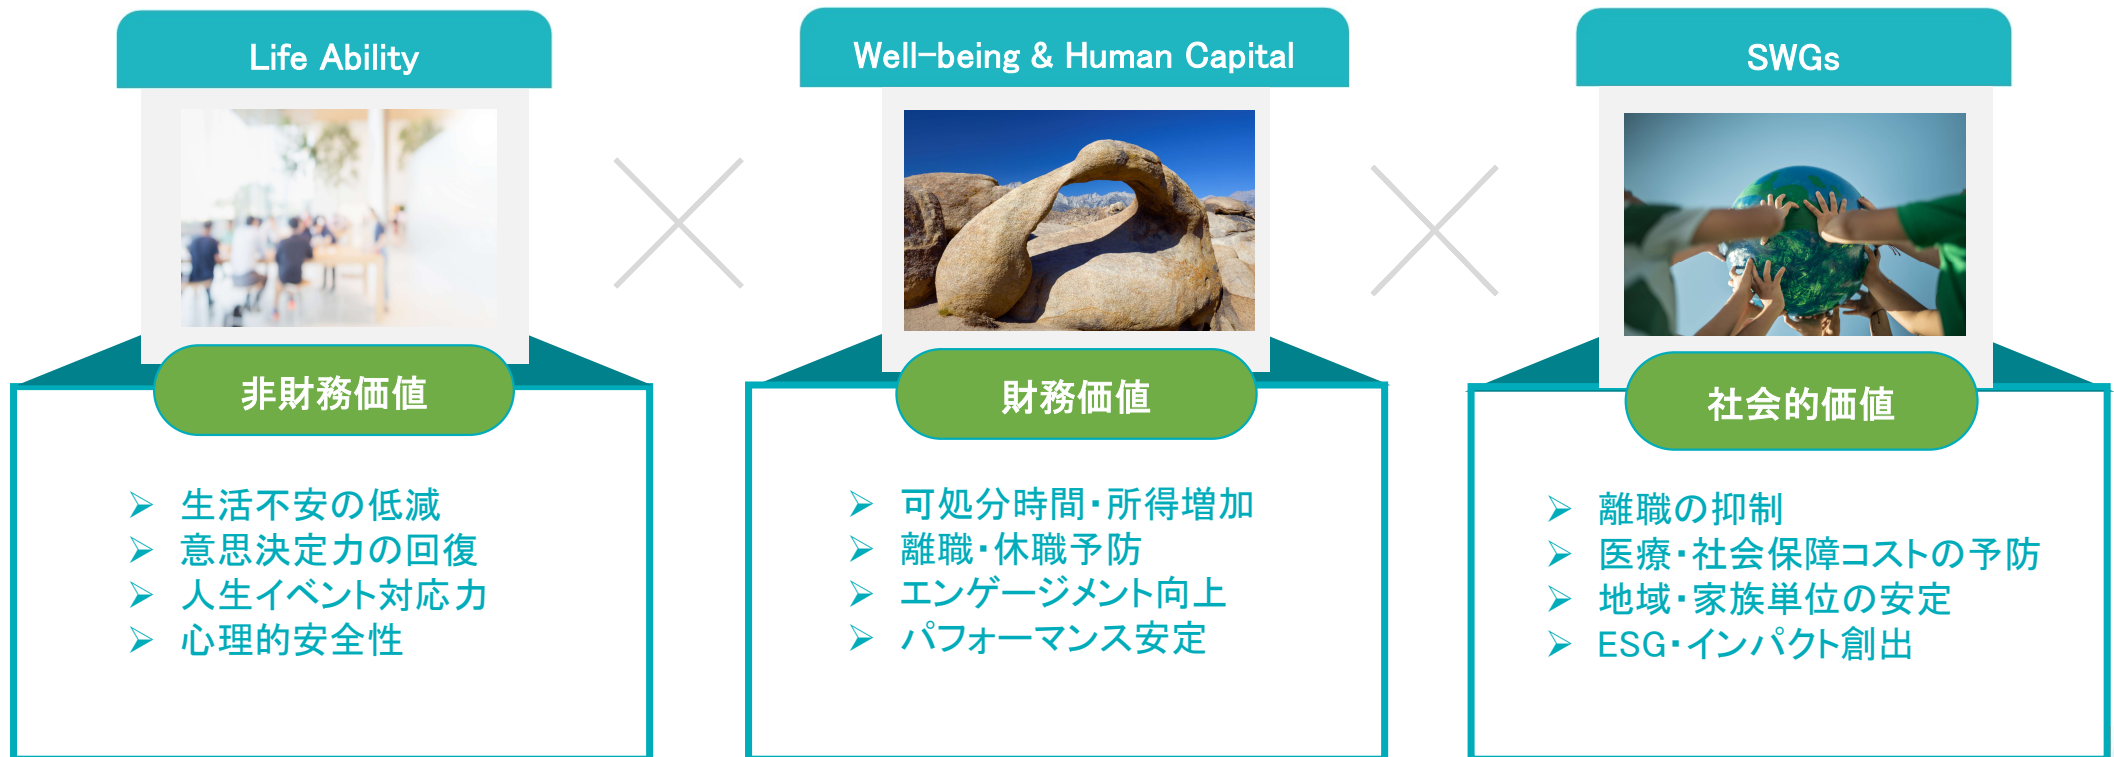 Life Ability
非財務価値
➢ 生活不安の低減
➢ 意思決定力の回復
➢ 人生イベント対応力
➢ 心理的安全性
Well-being & Human Capital
財務価値
➢ 可処分時間・所得増加
➢ 離職・休職予防
➢ エンゲージメント向上
➢ パフォーマンス安定
SWGs
社会的価値
➢ 離職の抑制
➢ 医療・社会保障コストの予防
➢ 地域・家族単位の安定
➢ ESG・インパクト創出